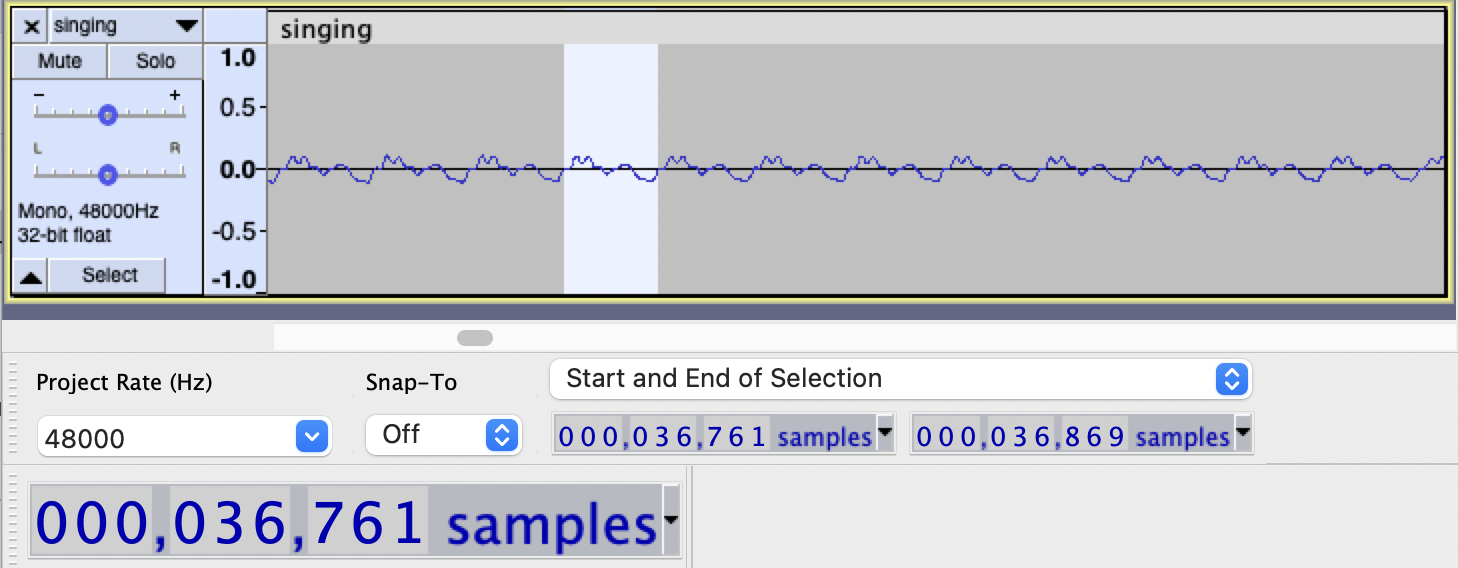 singing
singing
Mute Solo
1.0
- +
0.5
L R
0.0
Mono, 48000Hz
32-bit float
-0.5
Select
-1.0
Project Rate (Hz)
Snap-To
Start and End of Selection
48000
Off
000,036,761 samples
000,036,869 samples
000,036,761 samples